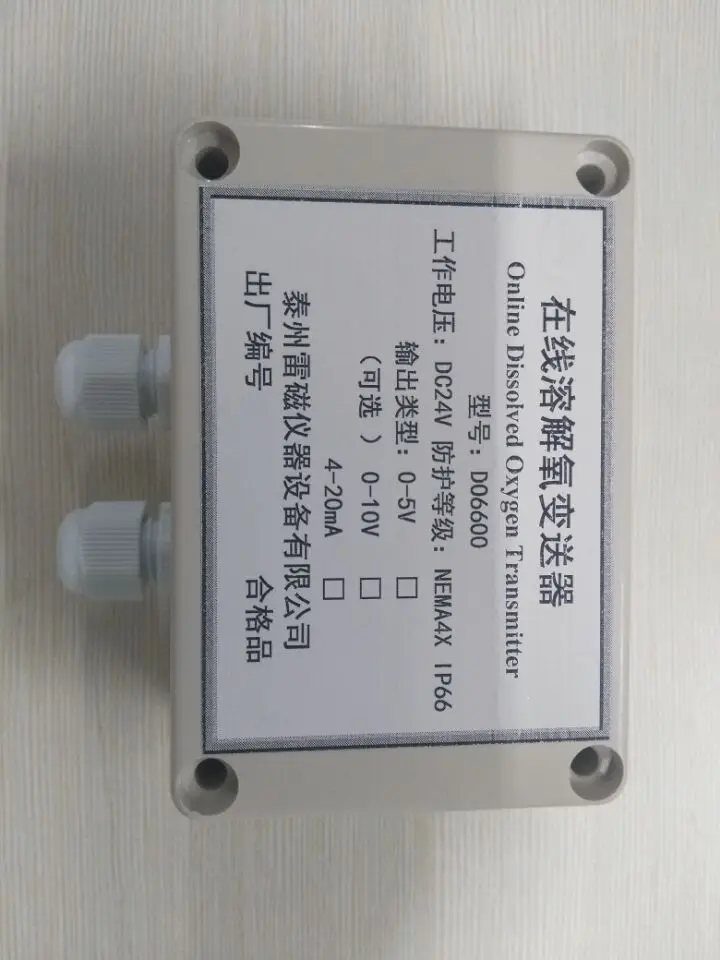 在线溶解氧变送器
Online Dissolved Oxygen Transmitter
型号: DO6600
工作电压: DC24V 防护等级: NEMA4X IP66
输出类型: 0-5V □
(可选 ) 0-10V □
4-20mA □
泰州雷磁仪器设备有限公司
出厂编号 合格品